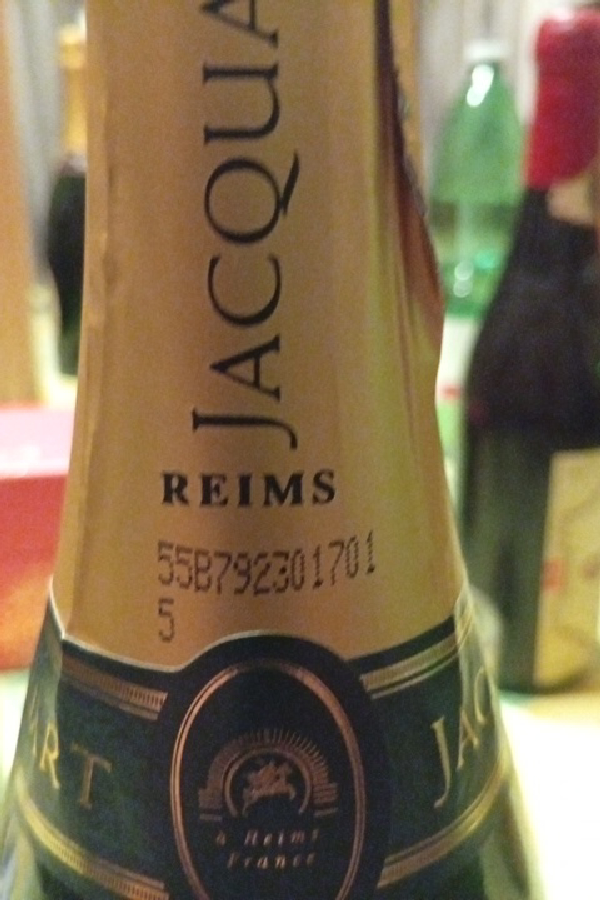 JACQUA
REIMS
55B792301701
5
ART
JAC
à Reims
France